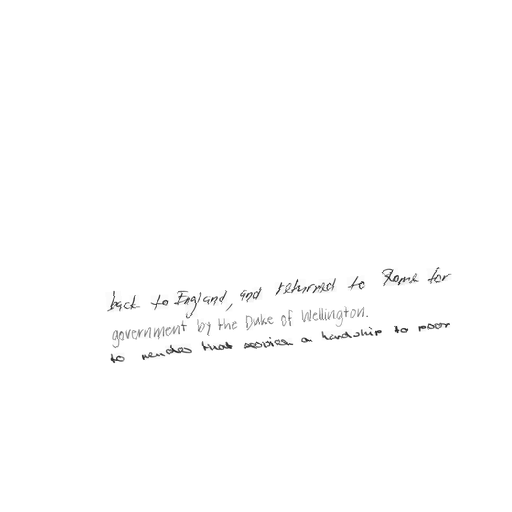 back to England, and returned to Rome for
government by the Duke of Wellington.
to render that service a hardship to poor